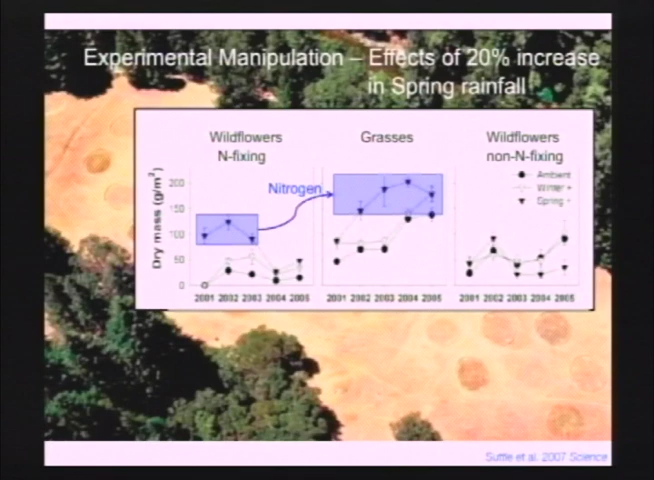 Experimental Manipulation – Effects of 20% increase
in Spring rainfall
Wildflowers
N-fixing
Grasses
Wildflowers
non-N-fixing
Ambient
Winter +
Spring +
Nitrogen
Dry mass (g/m²)
200
150
100
50
0
2001 2002 2003 2004 2005
2001 2002 2003 2004 2005
2001 2002 2003 2004 2005
Suttle et al. 2007 Science